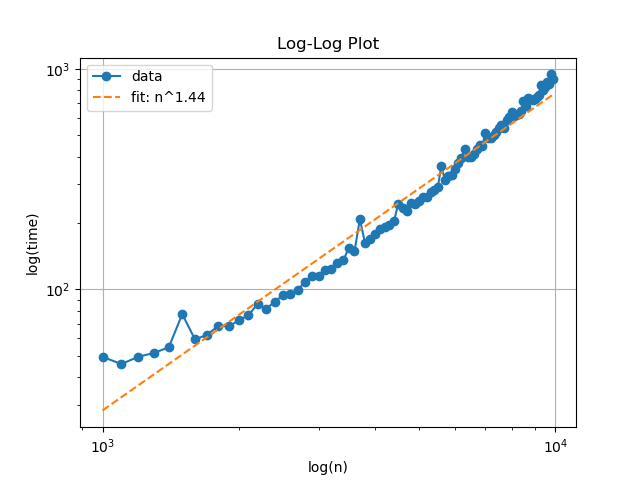 Log-Log Plot
10^3
data
fit: n^1.44
log(time)
10^2
10^3
10^4
log(n)